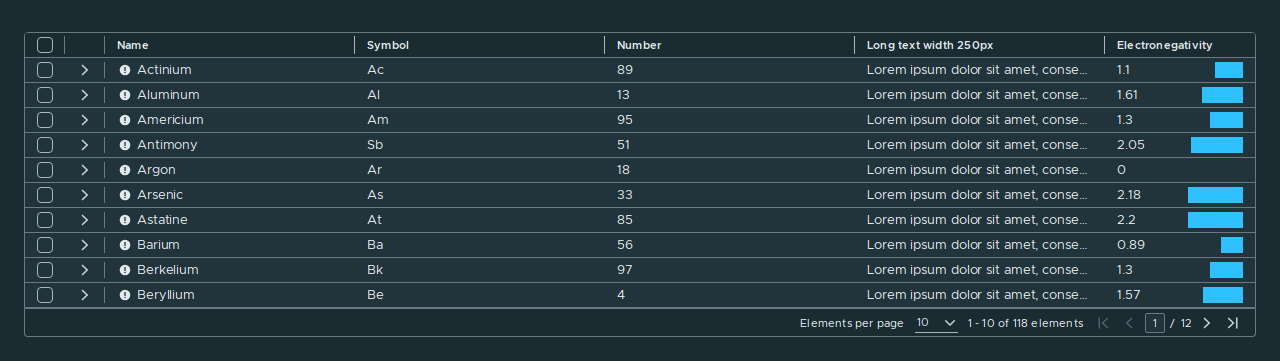 Name Symbol Number Long text width 250px Electronegativity
Actinium Ac 89 Lorem ipsum dolor sit amet, conse... 1.1
Aluminum Al 13 Lorem ipsum dolor sit amet, conse... 1.61
Americium Am 95 Lorem ipsum dolor sit amet, conse... 1.3
Antimony Sb 51 Lorem ipsum dolor sit amet, conse... 2.05
Argon Ar 18 Lorem ipsum dolor sit amet, conse... 0
Arsenic As 33 Lorem ipsum dolor sit amet, conse... 2.18
Astatine At 85 Lorem ipsum dolor sit amet, conse... 2.2
Barium Ba 56 Lorem ipsum dolor sit amet, conse... 0.89
Berkelium Bk 97 Lorem ipsum dolor sit amet, conse... 1.3
Beryllium Be 4 Lorem ipsum dolor sit amet, conse... 1.57
Elements per page 10 1 - 10 of 118 elements 1 / 12